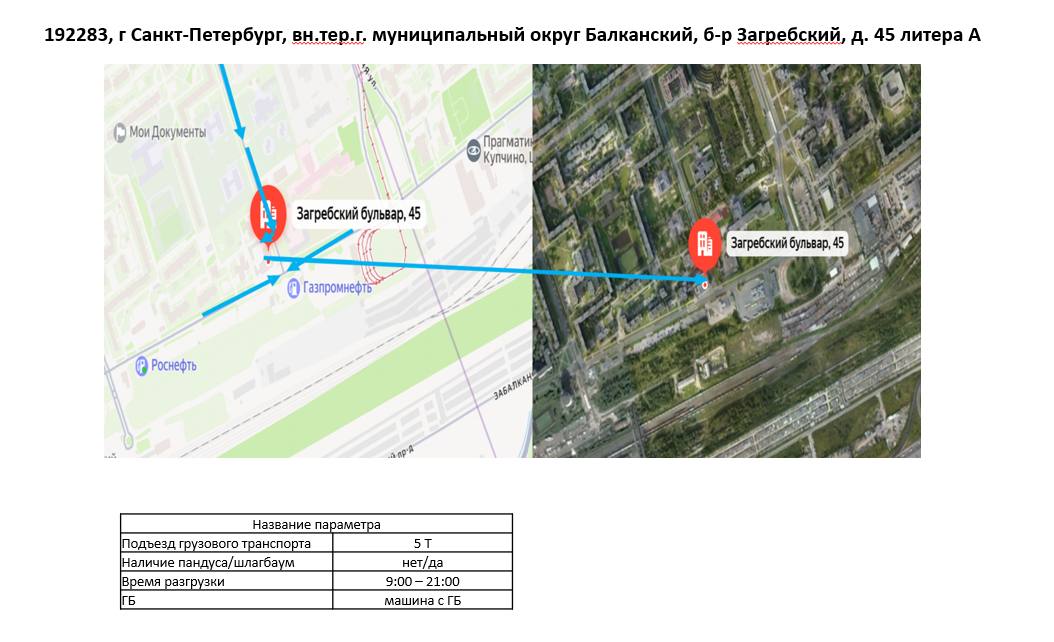 192283, г Санкт-Петербург, вн.тер.г. муниципальный округ Балканский, б-р Загребский, д. 45 литера А
Мои Документы
Купчино,
Загребский бульвар, 45
Загребский бульвар, 45
Газпромнефть
Роснефть
Название параметра
Подъезд грузового транспорта 5 Т
Наличие пандуса/шлагбаум нет/да
Время разгрузки 9:00 – 21:00
ГБ машина с ГБ